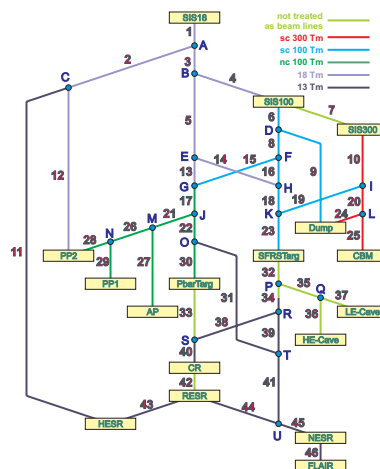 SIS18
not treated
as beam lines
sc 300 Tm
sc 100 Tm
nc 100 Tm
18 Tm
13 Tm
1
A
2
3
C
B
4
SIS100
7
6
D
SIS300
5
8
E
14
15
F
9
10
12
13
16
G
H
19
I
17
18
20
21
J
K
24
L
26
M
22
23
Dump
25
N
O
28
PP2
29
27
30
SFRSTarg
CBM
11
PP1
AP
PbarTarg
32
35
Q
31
P
37
33
34
36
LE-Cave
38
R
S
39
HE-Cave
40
T
CR
42
41
RESR
43
44
HESR
45
U
NESR
46
FLAIR